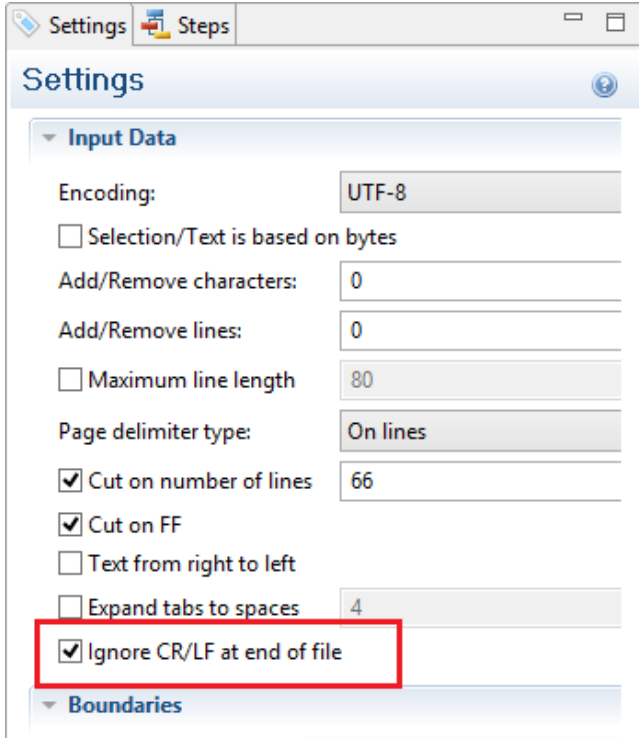 Settings Steps
Settings
Input Data
Encoding: UTF-8
Selection/Text is based on bytes
Add/Remove characters: 0
Add/Remove lines: 0
Maximum line length 80
Page delimiter type: On lines
Cut on number of lines 66
Cut on FF
Text from right to left
Expand tabs to spaces 4
Ignore CR/LF at end of file
Boundaries